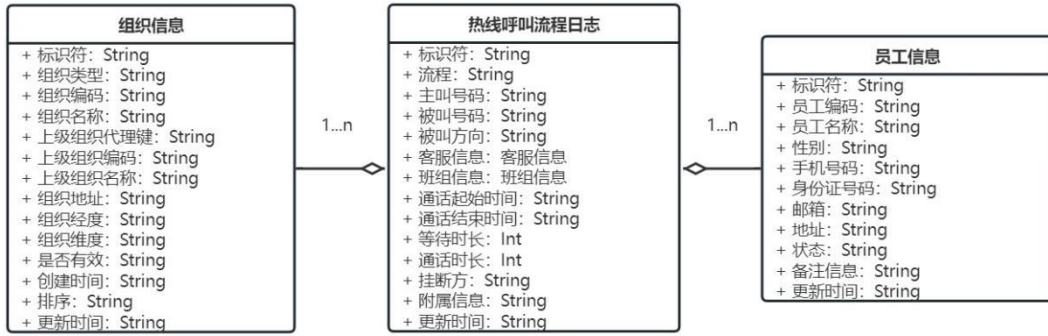 组织信息
+ 标识符：String
+ 组织类型：String
+ 组织编码：String
+ 组织名称：String
+ 上级组织代理键：String
+ 上级组织编码：String
+ 上级组织名称：String
+ 组织地址：String
+ 组织经度：String
+ 组织维度：String
+ 是否有效：String
+ 创建时间：String
+ 排序：String
+ 更新时间：String
1...n
热线呼叫流程日志
+ 标识符：String
+ 流程：String
+ 主叫号码：String
+ 被叫号码：String
+ 被叫方向：String
+ 客服信息：客服信息
+ 班组信息：班组信息
+ 通话起始时间：String
+ 通话结束时间：String
+ 等待时长：Int
+ 通话时长：Int
+ 挂断方：String
+ 附属信息：String
+ 更新时间：String
1...n
员工信息
+ 标识符：String
+ 员工编码：String
+ 员工名称：String
+ 性别：String
+ 手机号码：String
+ 身份证号码：String
+ 邮箱：String
+ 地址：String
+ 状态：String
+ 备注信息：String
+ 更新时间：String